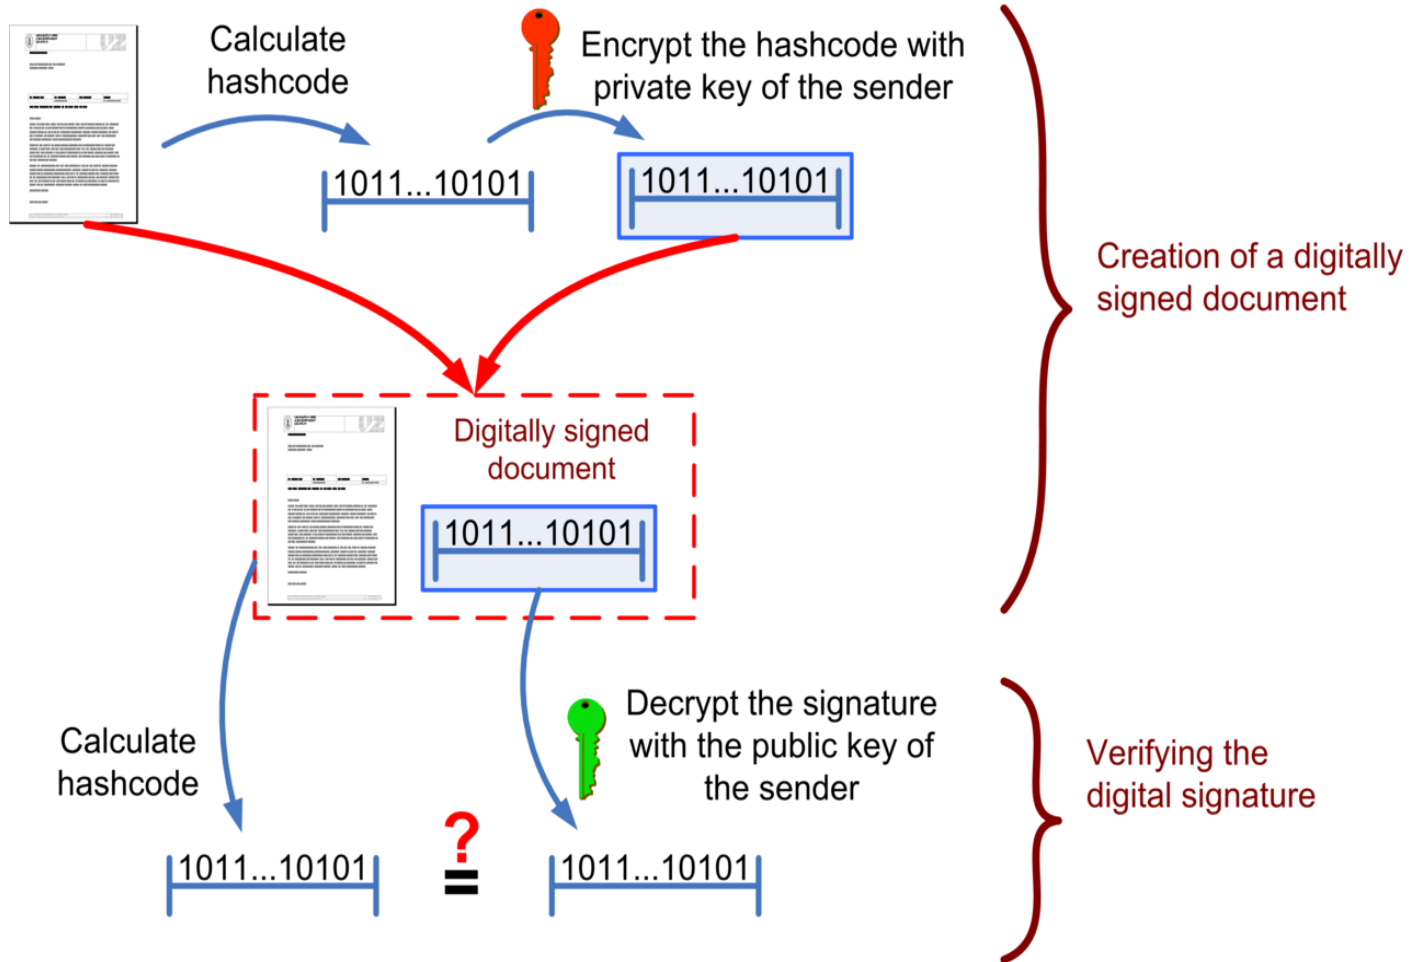 Calculate
hashcode
Encrypt the hashcode with
private key of the sender
1011...10101
1011...10101
Creation of a digitally
signed document
Digitally signed
document
1011...10101
Calculate
hashcode
Decrypt the signature
with the public key of
the sender
Verifying the
digital signature
1011...10101
?
=
1011...10101